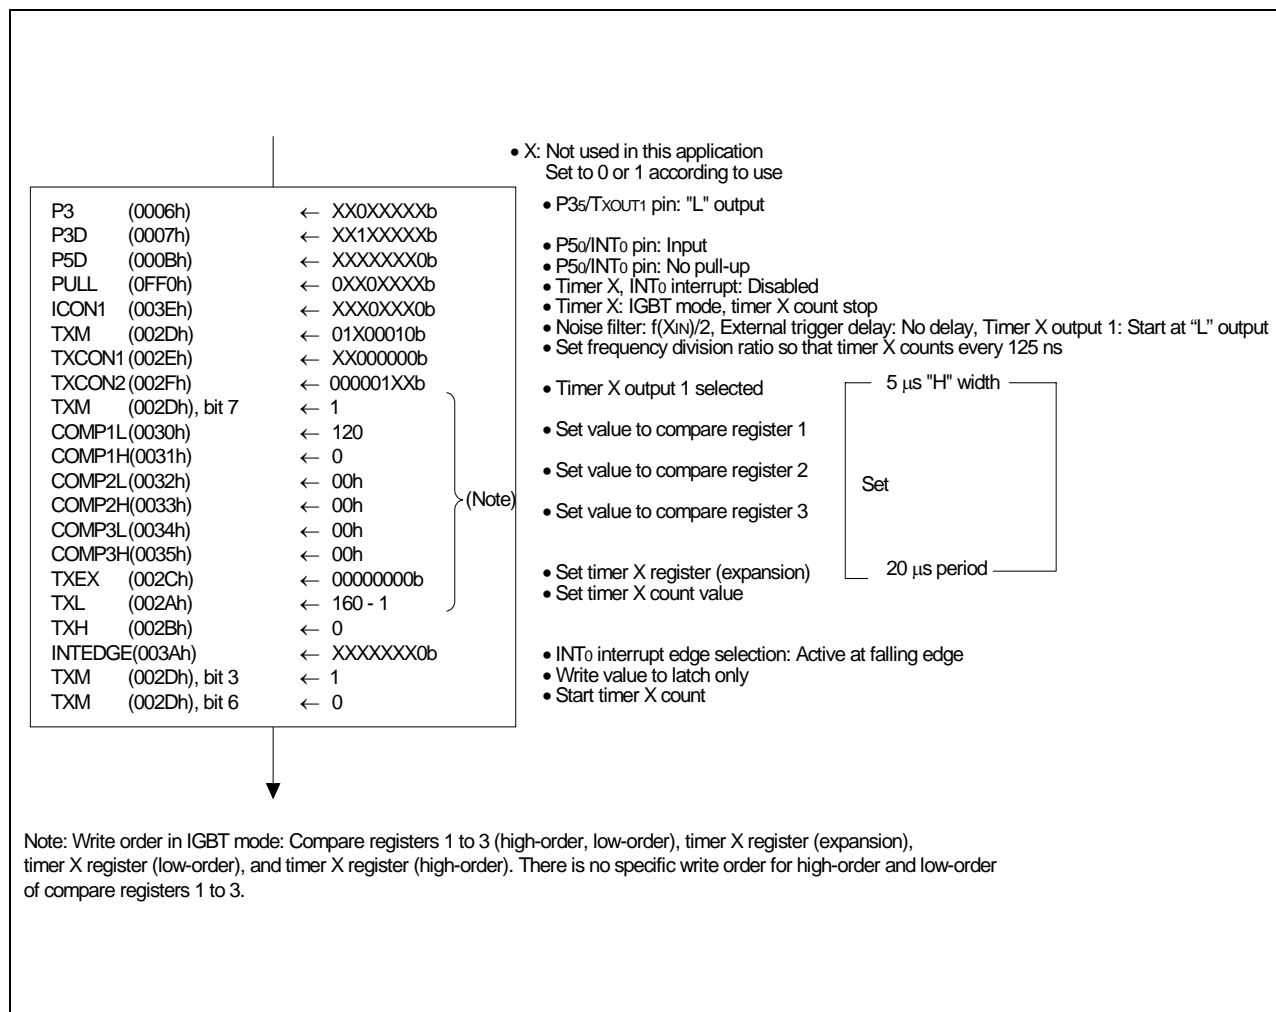 • X: Not used in this application
Set to 0 or 1 according to use
P3 (0006h) ← XX0XXXXXb
P3D (0007h) ← XX1XXXXXb
P5D (000Bh) ← XXXXXXX0b
PULL (0FF0h) ← 0XX0XXXXb
ICON1 (003Eh) ← XXX0XXX0b
TXM (002Dh) ← 01X00010b
TXCON1 (002Eh) ← XX000000b
TXCON2 (002Fh) ← 000001XXb
TXM (002Dh), bit 7 ← 1
COMP1L(0030h) ← 120
COMP1H(0031h) ← 0
COMP2L(0032h) ← 00h
COMP2H(0033h) ← 00h
COMP3L(0034h) ← 00h
COMP3H(0035h) ← 00h
TXEX (002Ch) ← 00000000b
TXL (002Ah) ← 160 - 1
TXH (002Bh) ← 0
INTEDGE(003Ah) ← XXXXXXX0b
TXM (002Dh), bit 3 ← 1
TXM (002Dh), bit 6 ← 0
(Note)
• P35/TXOUT1 pin: "L" output
• P50/INT0 pin: Input
• P50/INT0 pin: No pull-up
• Timer X, INT0 interrupt: Disabled
• Timer X: IGBT mode, timer X count stop
• Noise filter: f(XIN)/2, External trigger delay: No delay, Timer X output 1: Start at “L” output
• Set frequency division ratio so that timer X counts every 125 ns
• Timer X output 1 selected
• Set value to compare register 1
• Set value to compare register 2
• Set value to compare register 3
• Set timer X register (expansion)
• Set timer X count value
5 µs "H" width
Set
20 µs period
• INT0 interrupt edge selection: Active at falling edge
• Write value to latch only
• Start timer X count
Note: Write order in IGBT mode: Compare registers 1 to 3 (high-order, low-order), timer X register (expansion),
timer X register (low-order), and timer X register (high-order). There is no specific write order for high-order and low-order
of compare registers 1 to 3.